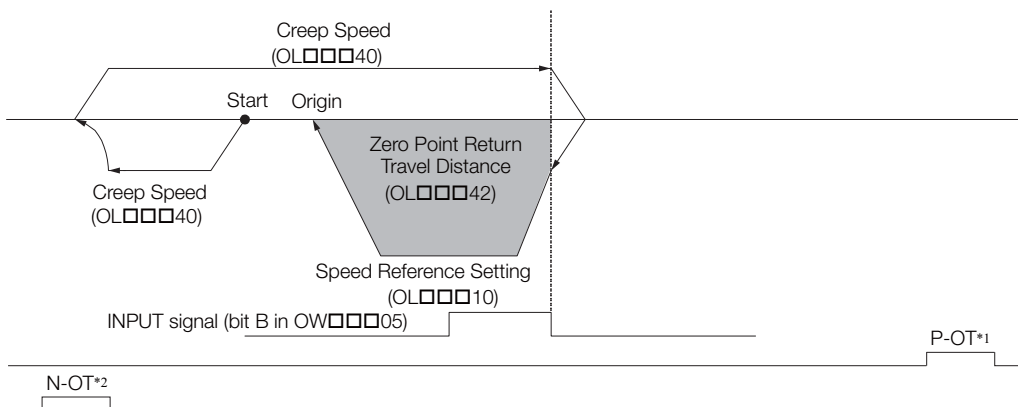 Creep Speed
(OL□□□40)
Start Origin
Zero Point Return
Travel Distance
(OL□□□42)
Creep Speed
(OL□□□40)
Speed Reference Setting
(OL□□□10)
INPUT signal (bit B in OW□□□05)
P-OT*1
N-OT*2